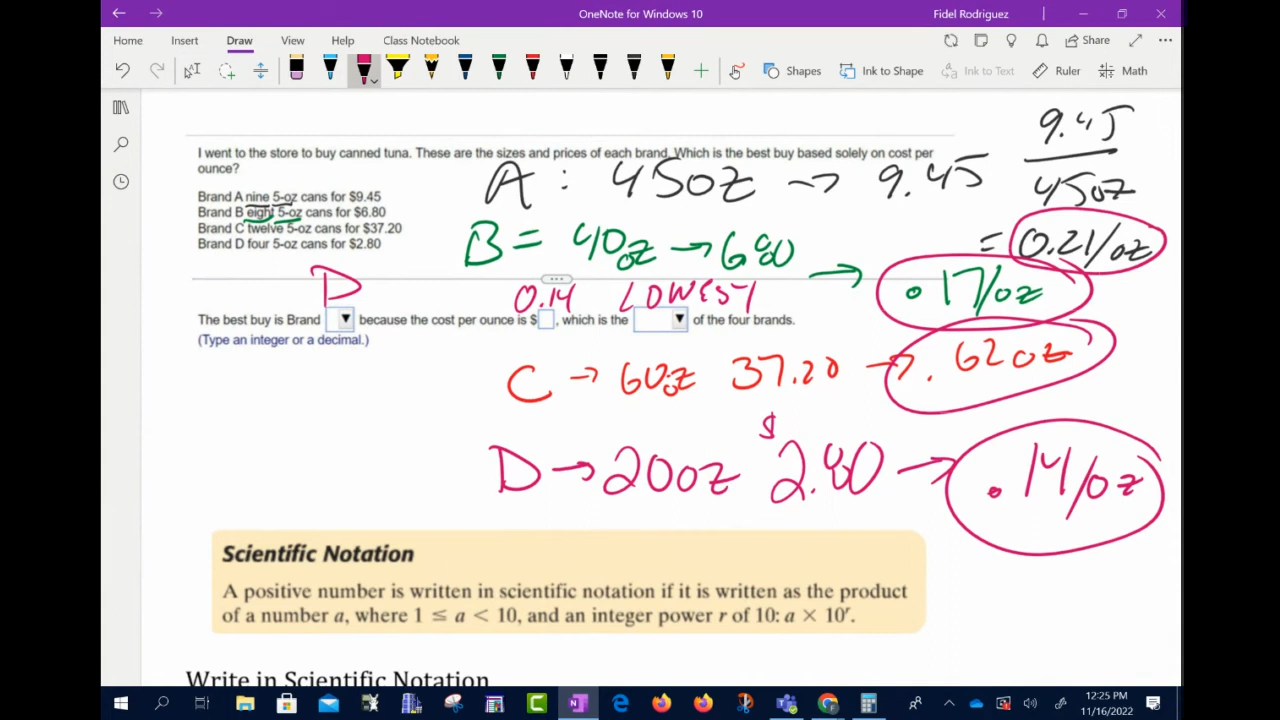 OneNote for Windows 10
Fidel Rodriguez
Home Insert Draw View Help Class Notebook Share
Shapes Ink to Shape Ink to Text Ruler Math
I went to the store to buy canned tuna. These are the sizes and prices of each brand. Which is the best buy based solely on cost per
ounce?
Brand A nine 5-oz cans for $9.45
Brand B eight 5-oz cans for $6.80
Brand C twelve 5-oz cans for $37.20
Brand D four 5-oz cans for $2.80
A : 45oz → 9.45
9.45
45oz
= 0.21/oz
B = 40oz → 680 → .17/oz
D
0.14 LOWEST
The best buy is Brand ▼ because the cost per ounce is $ , which is the ▼ of the four brands.
(Type an integer or a decimal.)
C → 60oz 37.20 → .62oz
D → 20oz $2.80 → .14/oz
Scientific Notation
A positive number is written in scientific notation if it is written as the product
of a number a, where 1 ≤ a < 10, and an integer power r of 10: a × 10ʳ.
Write in Scientific Notation
12:25 PM
11/16/2022